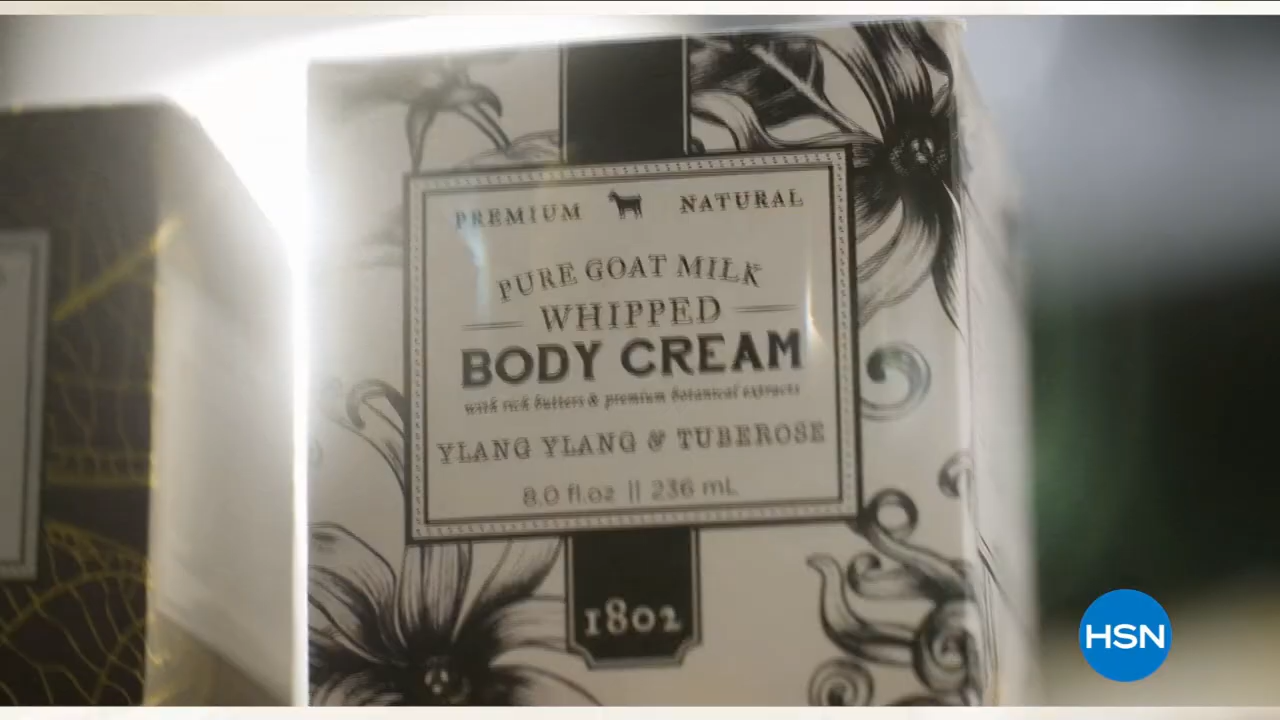 PREMIUM NATURAL
PURE GOAT MILK
WHIPPED
BODY CREAM
with rich butters & premium botanical extracts
YLANG YLANG & TUBEROSE
8.0 fl.oz || 236 mL
1802
HSN